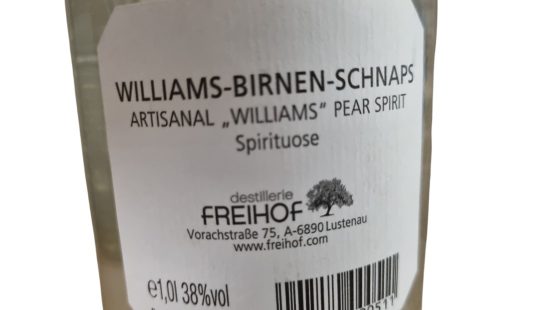 WILLIAMS-BIRNEN-SCHNAPS
ARTISANAL „WILLIAMS“ PEAR SPIRIT
Spirituose
destillerie
FREIHOF
Vorachstraße 75, A-6890 Lustenau
www.freihof.com
℮1,0l 38%vol